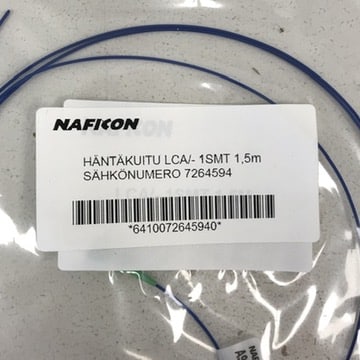 NAFICON
HÄNTÄKUITU LCA/- 1SMT 1,5m
SÄHKÖNUMERO 7264594
*6410072645940*